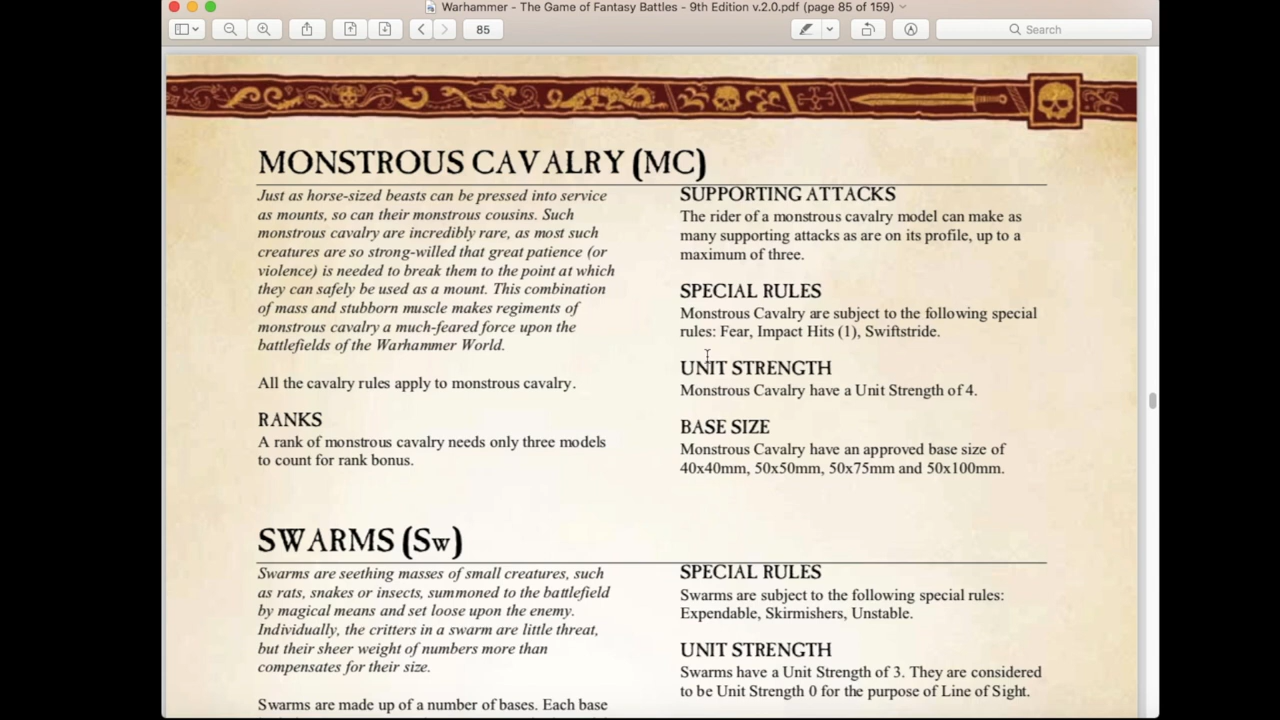 Warhammer - The Game of Fantasy Battles - 9th Edition v.2.0.pdf (page 85 of 159)
85
Search
MONSTROUS CAVALRY (MC)
Just as horse-sized beasts can be pressed into service
as mounts, so can their monstrous cousins. Such
monstrous cavalry are incredibly rare, as most such
creatures are so strong-willed that great patience (or
violence) is needed to break them to the point at which
they can safely be used as a mount. This combination
of mass and stubborn muscle makes regiments of
monstrous cavalry a much-feared force upon the
battlefields of the Warhammer World.
All the cavalry rules apply to monstrous cavalry.
RANKS
A rank of monstrous cavalry needs only three models
to count for rank bonus.
SUPPORTING ATTACKS
The rider of a monstrous cavalry model can make as
many supporting attacks as are on its profile, up to a
maximum of three.
SPECIAL RULES
Monstrous Cavalry are subject to the following special
rules: Fear, Impact Hits (1), Swiftstride.
UNIT STRENGTH
Monstrous Cavalry have a Unit Strength of 4.
BASE SIZE
Monstrous Cavalry have an approved base size of
40x40mm, 50x50mm, 50x75mm and 50x100mm.
SWARMS (Sw)
Swarms are seething masses of small creatures, such
as rats, snakes or insects, summoned to the battlefield
by magical means and set loose upon the enemy.
Individually, the critters in a swarm are little threat,
but their sheer weight of numbers more than
compensates for their size.
Swarms are made up of a number of bases. Each base
SPECIAL RULES
Swarms are subject to the following special rules:
Expendable, Skirmishers, Unstable.
UNIT STRENGTH
Swarms have a Unit Strength of 3. They are considered
to be Unit Strength 0 for the purpose of Line of Sight.